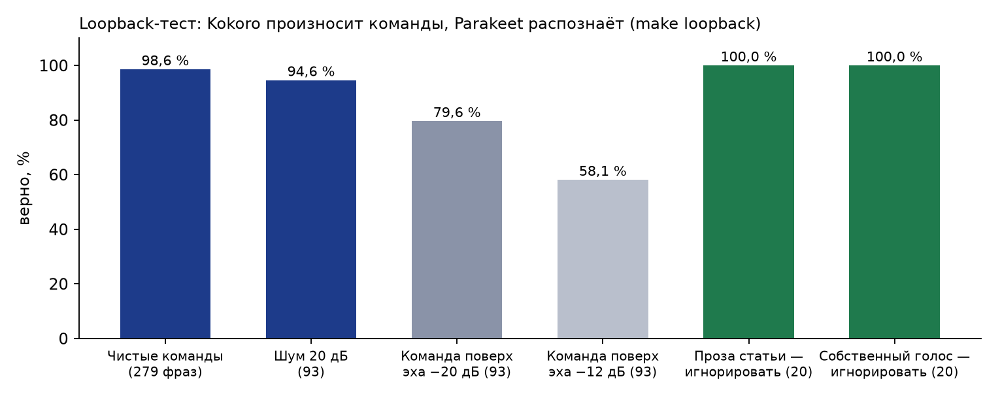 Loopback-тест: Kokoro произносит команды, Parakeet распознаёт (make loopback)
верно, %
100
80
60
40
20
0
98,6 %
94,6 %
79,6 %
58,1 %
100,0 %
100,0 %
Чистые команды
(279 фраз)
Шум 20 дБ
(93)
Команда поверх
эха −20 дБ (93)
Команда поверх
эха −12 дБ (93)
Проза статьи —
игнорировать (20)
Собственный голос —
игнорировать (20)